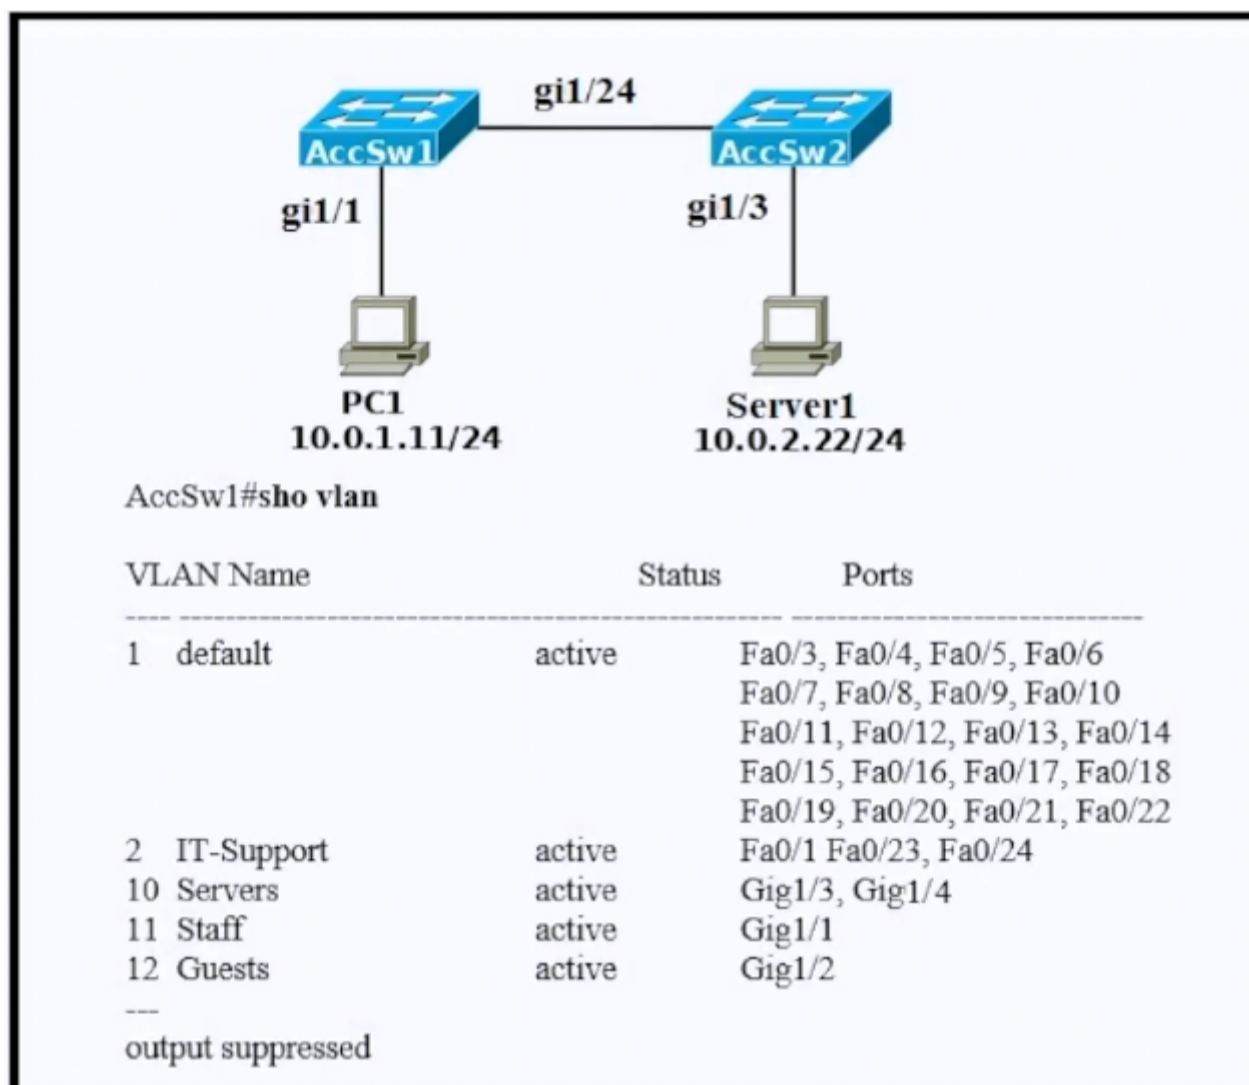 gi1/24
AccSw1 AccSw2
gi1/1 gi1/3
PC1 Server1
10.0.1.11/24 10.0.2.22/24
AccSw1#sho vlan
VLAN Name Status Ports
---- ------------------------------------------------------ -------------------------------
1 default active Fa0/3, Fa0/4, Fa0/5, Fa0/6
Fa0/7, Fa0/8, Fa0/9, Fa0/10
Fa0/11, Fa0/12, Fa0/13, Fa0/14
Fa0/15, Fa0/16, Fa0/17, Fa0/18
Fa0/19, Fa0/20, Fa0/21, Fa0/22
2 IT-Support active Fa0/1 Fa0/23, Fa0/24
10 Servers active Gig1/3, Gig1/4
11 Staff active Gig1/1
12 Guests active Gig1/2
---
output suppressed